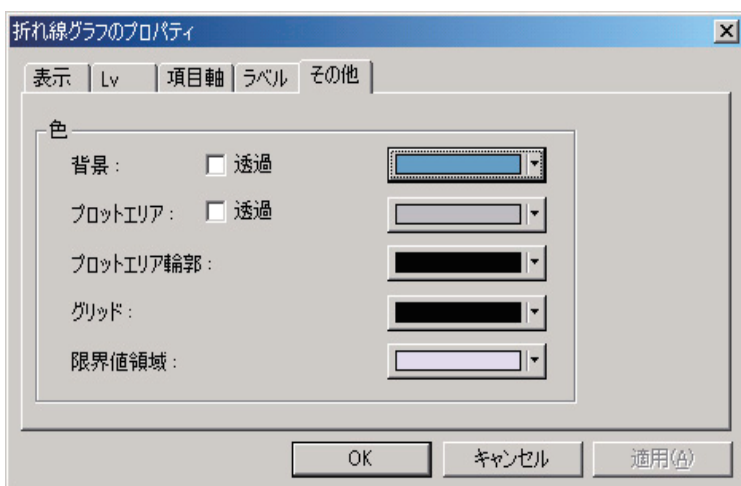 折れ線グラフのプロパティ
表示 Lv 項目軸 ラベル その他
色
背景： 透過
プロットエリア： 透過
プロットエリア輪郭：
グリッド：
限界値領域：
OK キャンセル 適用(A)